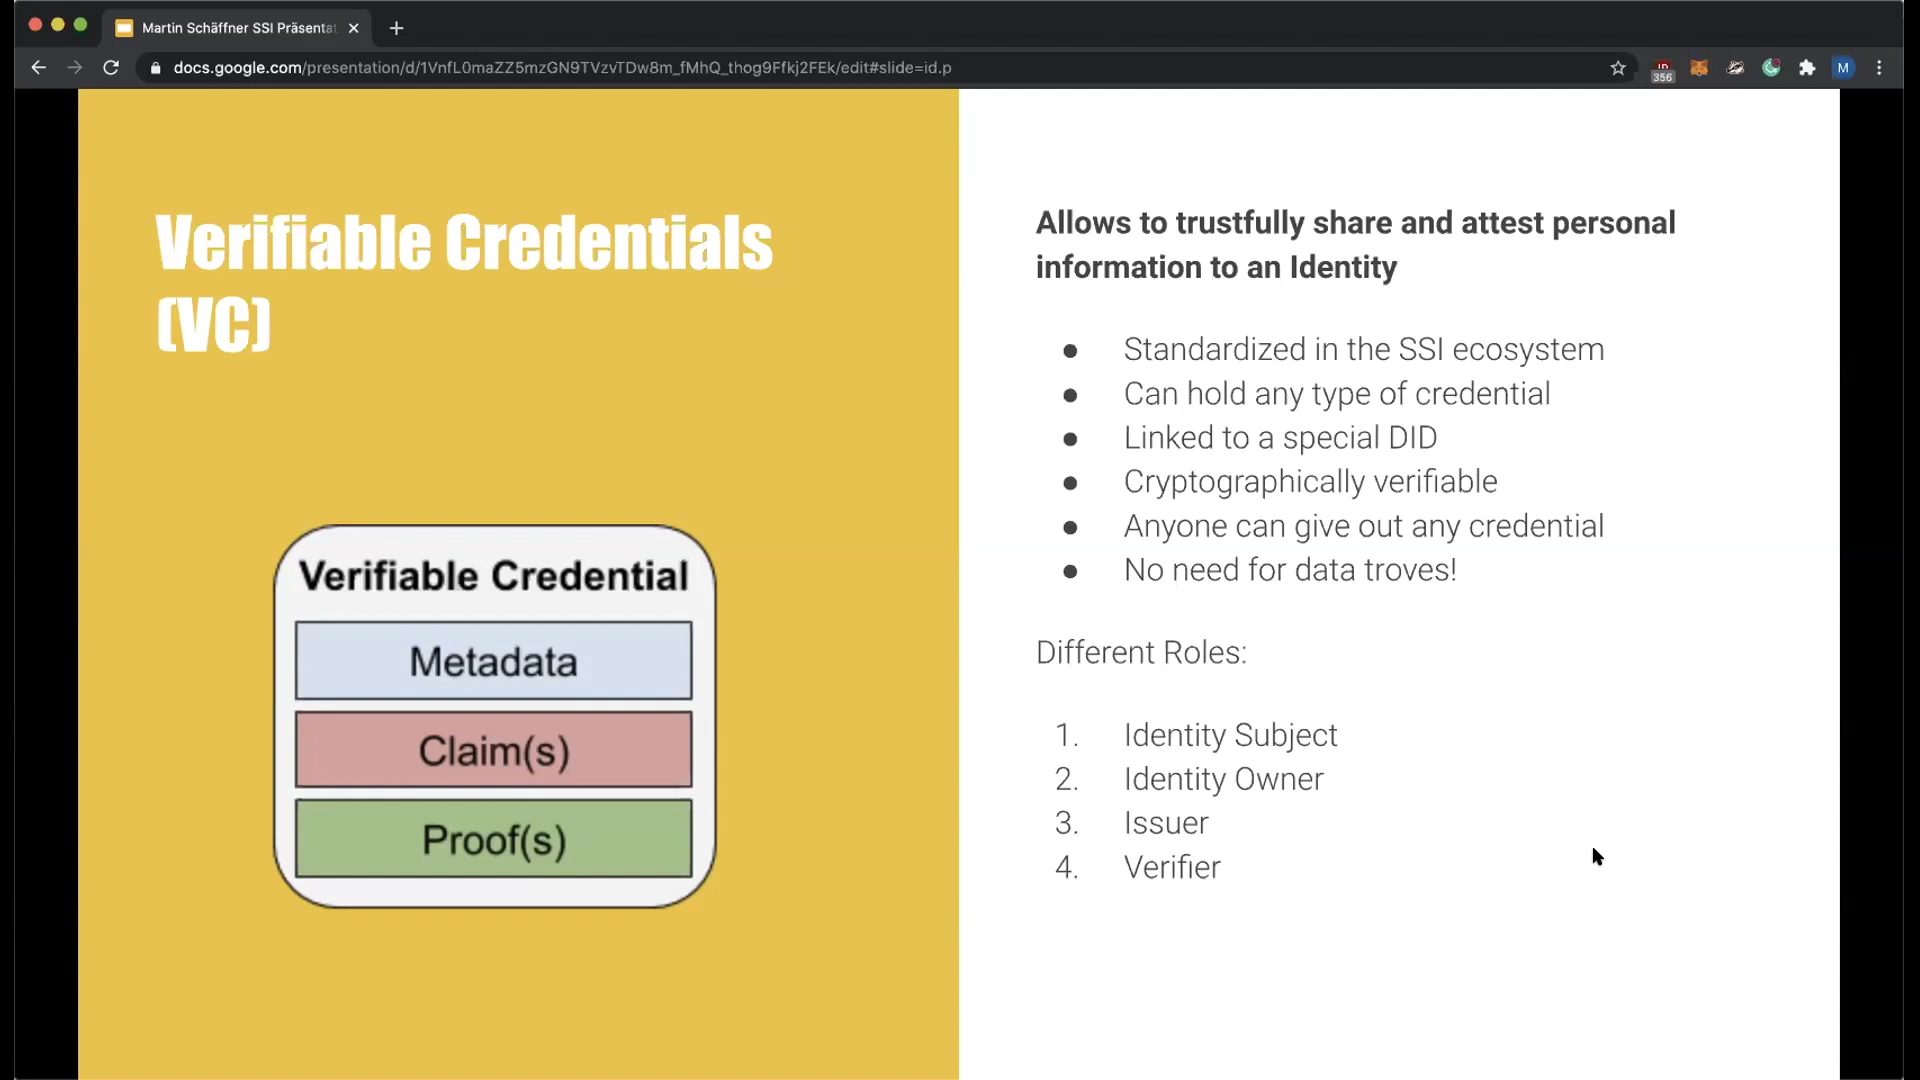 Martin Schäffner SSI Präsentat
docs.google.com/presentation/d/1VnfL0maZZ5mzGN9TVzvTDw8m_fMhQ_thog9Ffkj2FEk/edit#slide=id.p
356
M
Verifiable Credentials
(VC)
Verifiable Credential
Metadata
Claim(s)
Proof(s)
Allows to trustfully share and attest personal
information to an Identity
● Standardized in the SSI ecosystem
● Can hold any type of credential
● Linked to a special DID
● Cryptographically verifiable
● Anyone can give out any credential
● No need for data troves!
Different Roles:
1. Identity Subject
2. Identity Owner
3. Issuer
4. Verifier